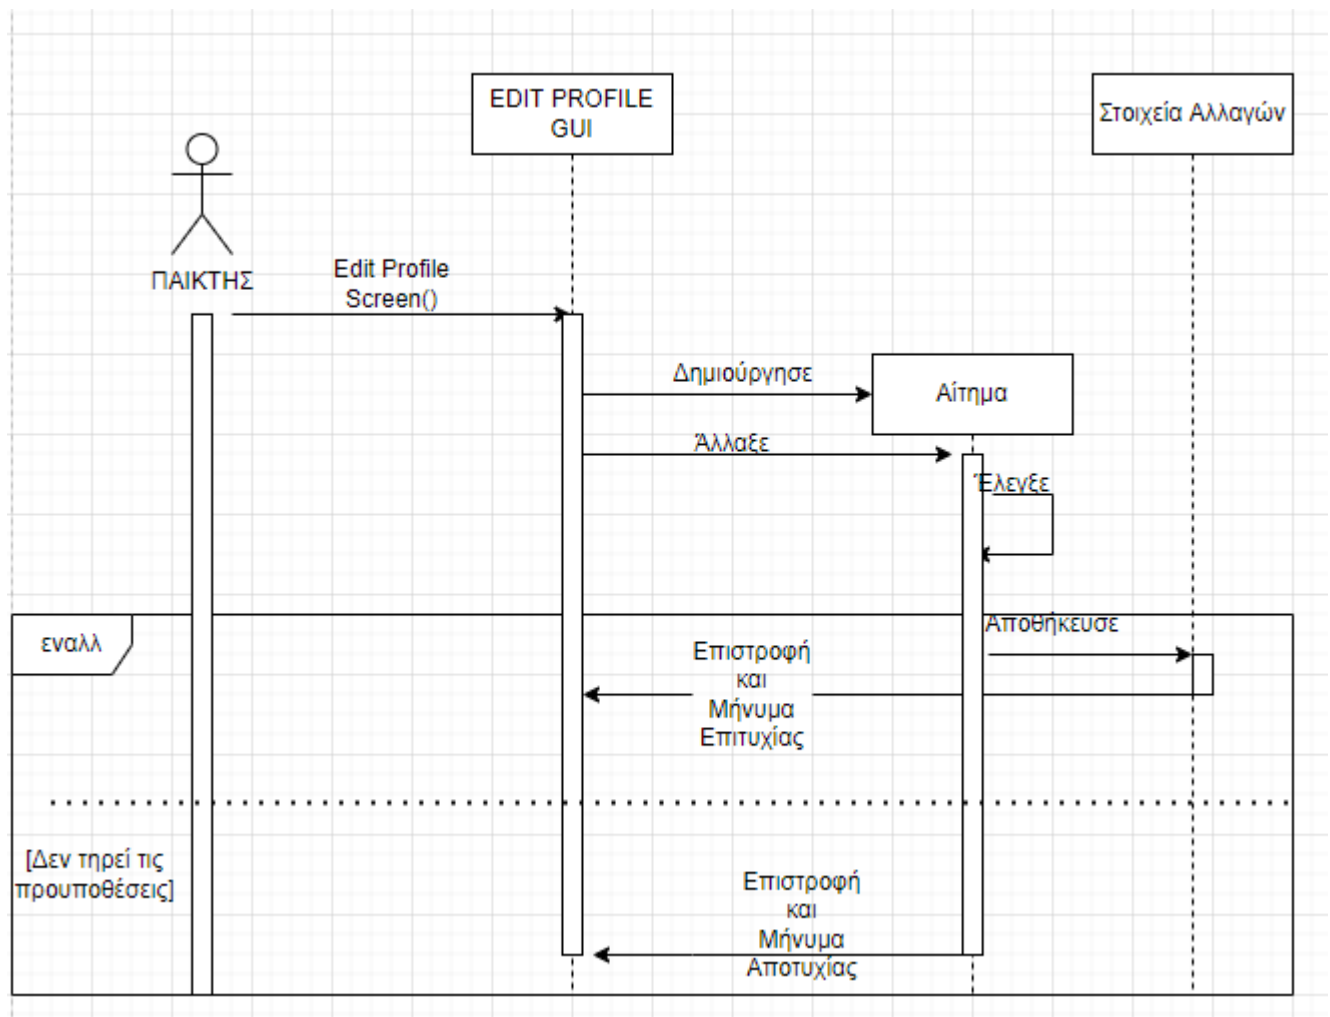 EDIT PROFILE
GUI
Στοιχεία Αλλαγών
ΠΑΙΚΤΗΣ
Edit Profile
Screen()
Δημιούργησε
Αίτημα
Άλλαξε
Έλεγξε
εναλλ
Αποθήκευσε
Επιστροφή
και
Μήνυμα
Επιτυχίας
[Δεν τηρεί τις
προυποθέσεις]
Επιστροφή
και
Μήνυμα
Αποτυχίας